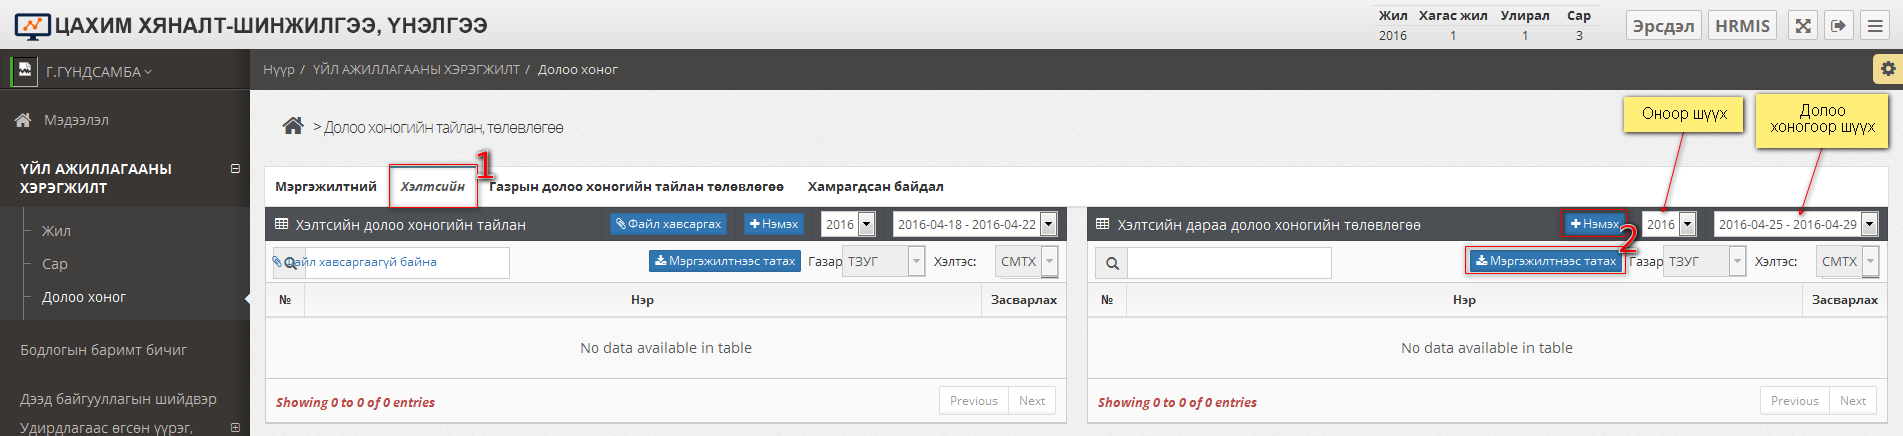 ЦАХИМ ХЯНАЛТ-ШИНЖИЛГЭЭ, ҮНЭЛГЭЭ
Жил Хагас жил Улирал Сар
2016 1 1 3
Эрсдэл HRMIS
Г.ГҮНДСАМБА
Нүүр / ҮЙЛ АЖИЛЛАГААНЫ ХЭРЭГЖИЛТ / Долоо хоног
Мэдээлэл
ҮЙЛ АЖИЛЛАГААНЫ
ХЭРЭГЖИЛТ
Жил
Сар
Долоо хоног
Бодлогын баримт бичиг
Дээд байгууллагын шийдвэр
Удирдлагаас өгсөн үүрэг,
> Долоо хоногийн тайлан, төлөвлөгөө
Оноор шүүх
Долоо
хоногоор шүүх
1
Мэргэжилтний Хэлтсийн Газрын долоо хоногийн тайлан төлөвлөгөө Хамрагдсан байдал
Хэлтсийн долоо хоногийн тайлан Файл хавсаргах Нэмэх 2016 2016-04-18 - 2016-04-22
Файл хавсаргаагүй байна Мэргэжилтнээс татах Газар ТЗУГ Хэлтэс: СМТХ
№ Нэр Засварлах
No data available in table
Showing 0 to 0 of 0 entries Previous Next
Хэлтсийн дараа долоо хоногийн төлөвлөгөө Нэмэх 2016 2016-04-25 - 2016-04-29
2
Мэргэжилтнээс татах Газар ТЗУГ Хэлтэс: СМТХ
№ Нэр Засварлах
No data available in table
Showing 0 to 0 of 0 entries Previous Next